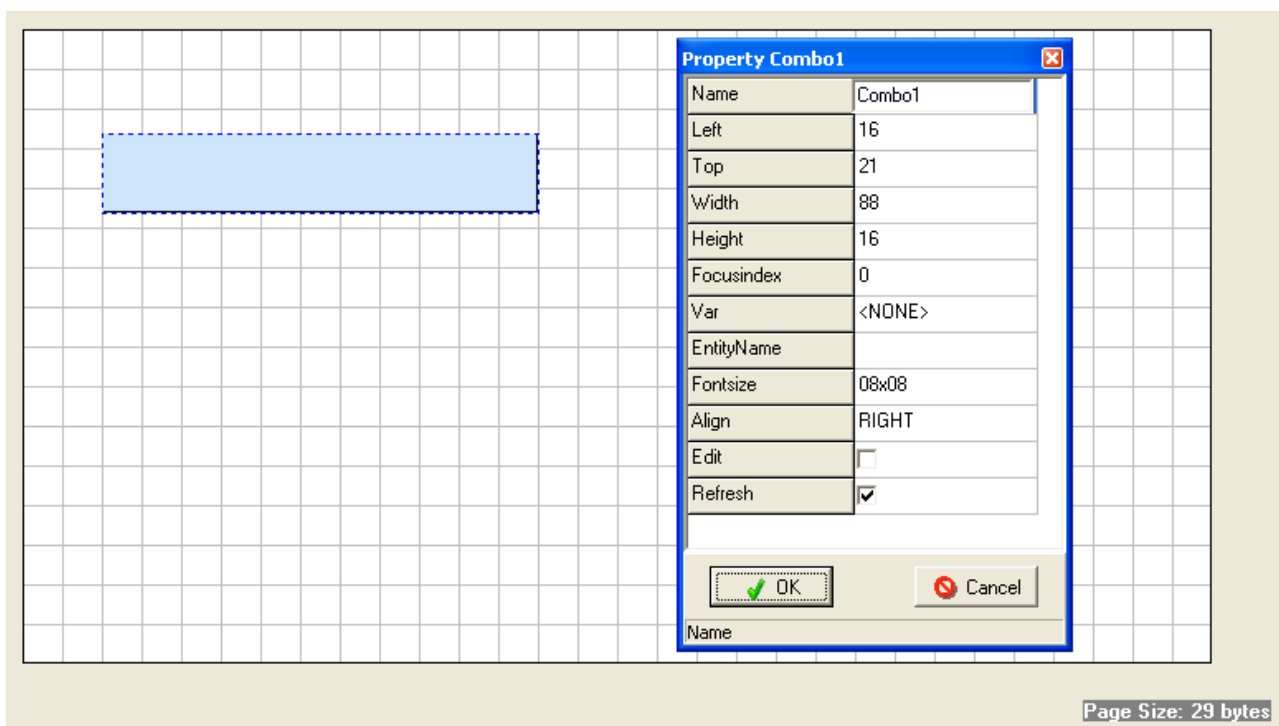 Property Combo1
Name Combo1
Left 16
Top 21
Width 88
Height 16
Focusindex 0
Var <NONE>
EntityName
Fontsize 08x08
Align RIGHT
Edit
Refresh
OK Cancel
Name
Page Size: 29 bytes